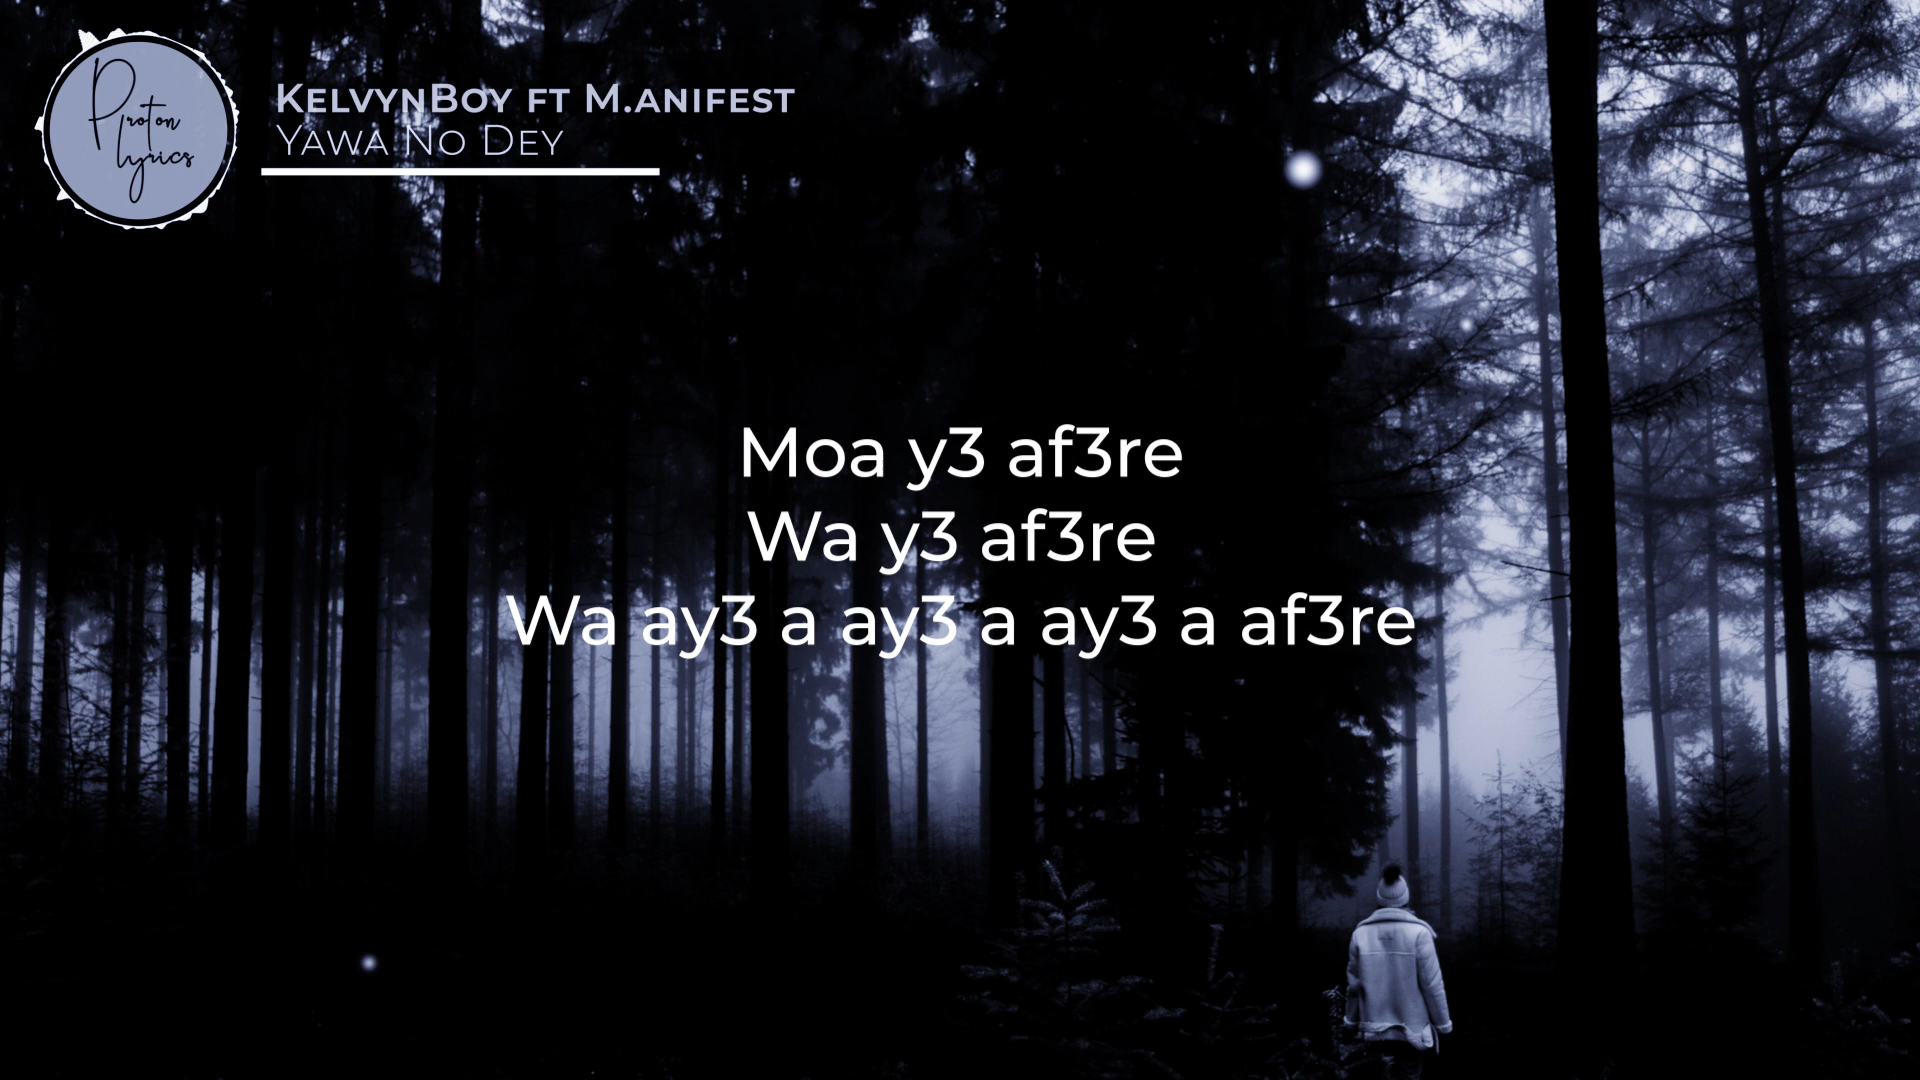 Proton
lyrics
KelvynBoy ft M.anifest
Yawa No Dey
Moa y3 af3re
Wa y3 af3re
Wa ay3 a ay3 a ay3 a af3re